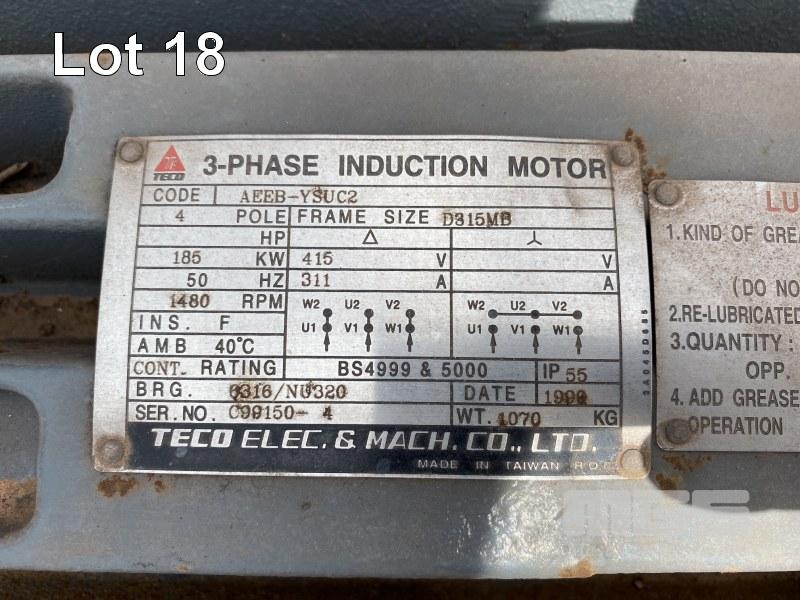 Lot 18
TECO 3-PHASE INDUCTION MOTOR
CODE AEEB-YSUC2
4 POLE FRAME SIZE D315MB
HP △ ⅄
185 KW 415 V V
50 HZ 311 A A
1480 RPM W2 U2 V2 W2 U2 V2
INS. F U1 V1 W1 U1 V1 W1
AMB 40°C
CONT. RATING BS4999 & 5000 IP 55
BRG. 6316/NU320 DATE 1999
SER.NO. C99150-4 WT. 1070 KG
TECO ELEC. & MACH. CO., LTD.
MADE IN TAIWAN R.O.C.
LU
1.KIND OF GREA
(DO NO
2.RE-LUBRICATED
3.QUANTITY :
OPP.
4. ADD GREASE
OPERATION
MGS